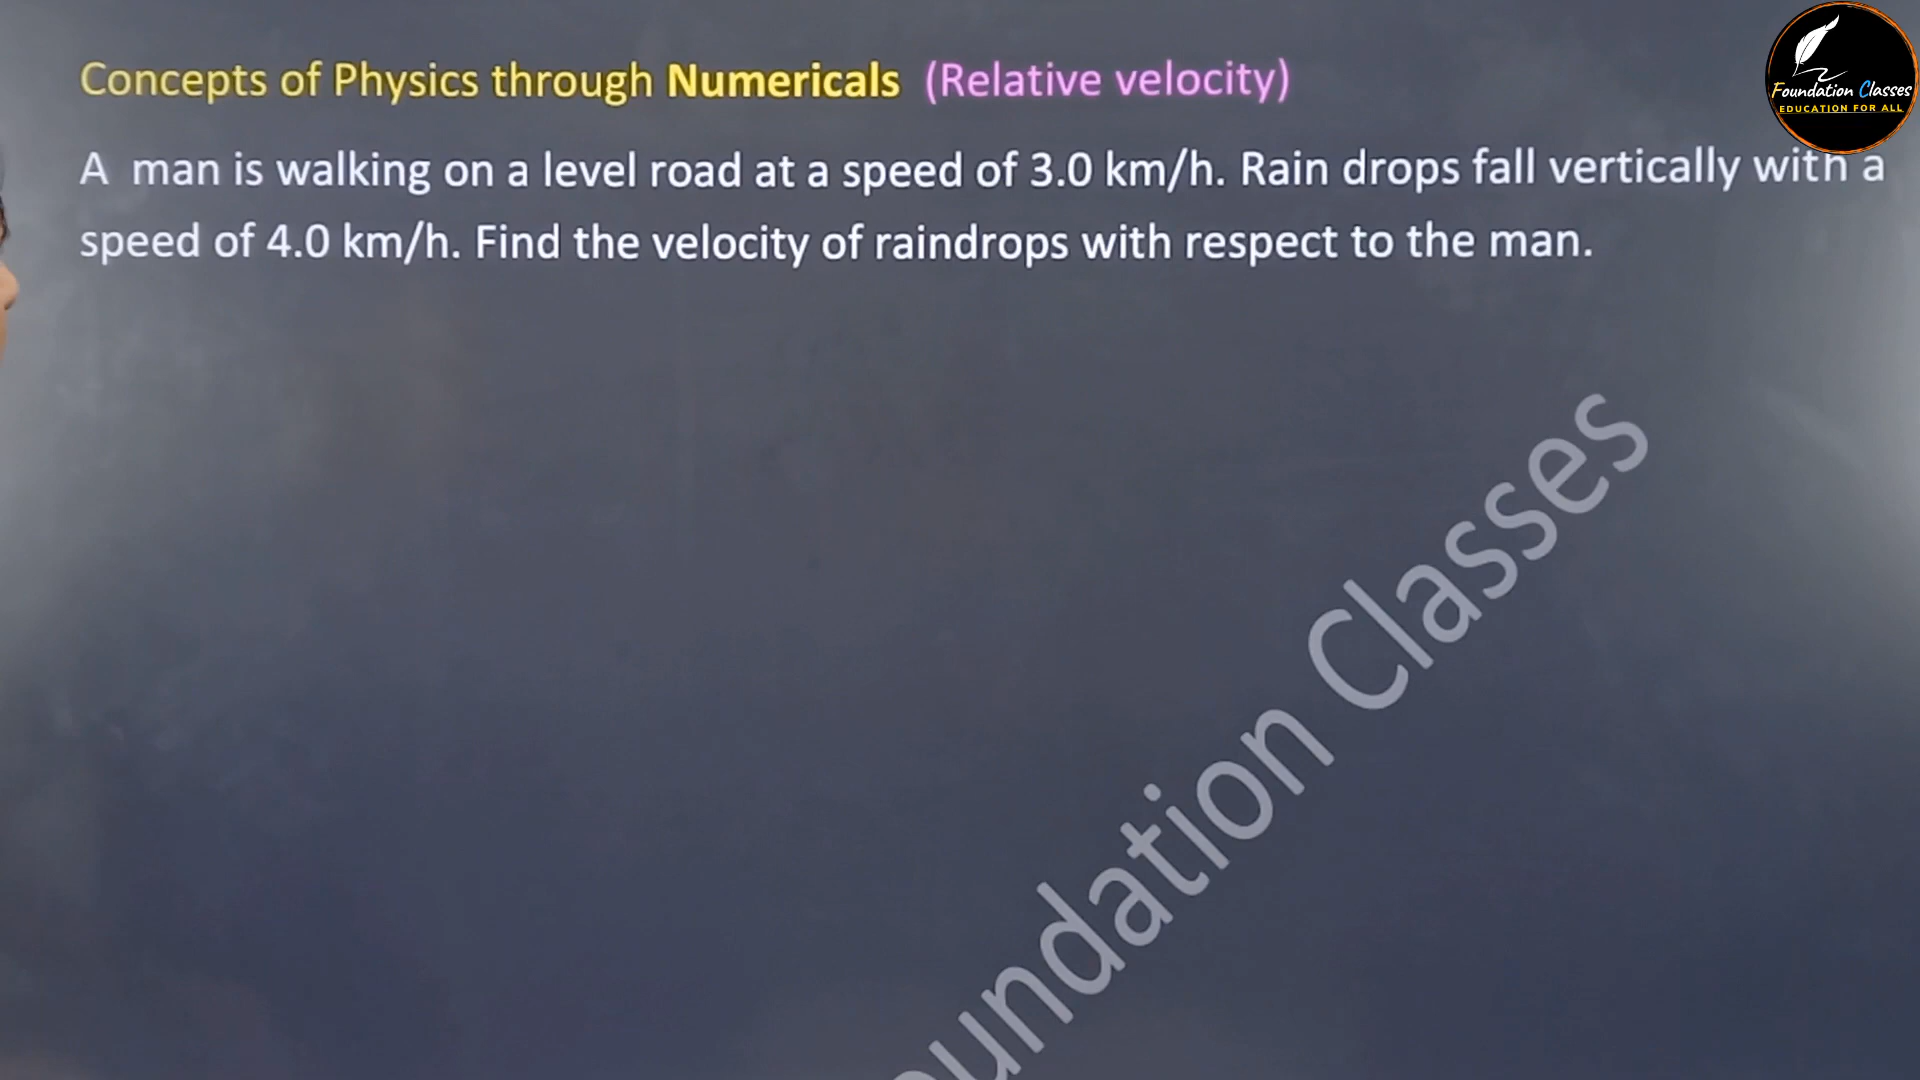 Foundation Classes
EDUCATION FOR ALL
Concepts of Physics through Numericals (Relative velocity)
A man is walking on a level road at a speed of 3.0 km/h. Rain drops fall vertically with a
speed of 4.0 km/h. Find the velocity of raindrops with respect to the man.
oundation Classes